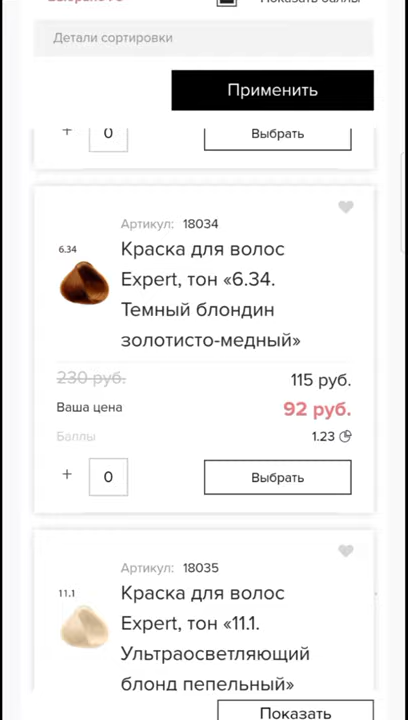 Детали сортировки
Применить
+ 0 Выбрать
Артикул: 18034
6.34
Краска для волос
Expert, тон «6.34.
Темный блондин
золотисто-медный»
230 руб. 115 руб.
Ваша цена 92 руб.
Баллы 1.23
+ 0 Выбрать
Артикул: 18035
11.1
Краска для волос
Expert, тон «11.1.
Ультраосветляющий
блонд пепельный»
Показать